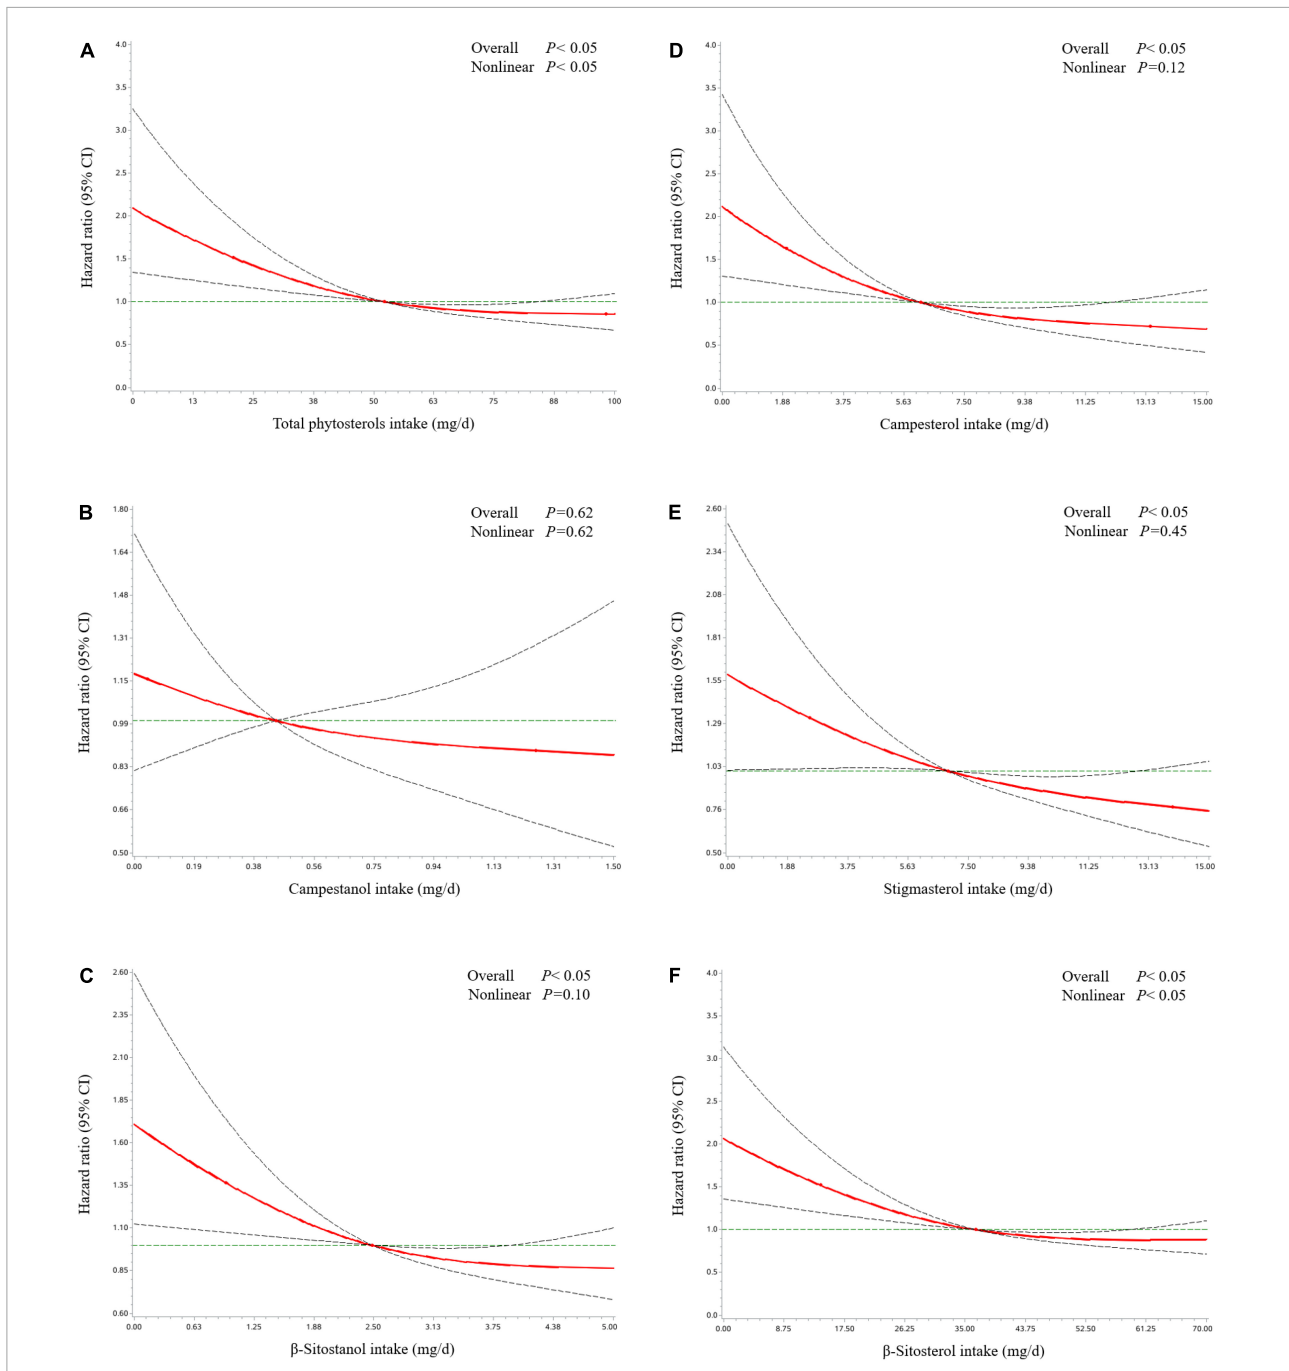 A
Overall P< 0.05
Nonlinear P< 0.05
Hazard ratio (95% CI)
4.0
3.5
3.0
2.5
2.0
1.5
1.0
0.5
0.0
0 13 25 38 50 63 75 88 100
Total phytosterols intake (mg/d)
D
Overall P< 0.05
Nonlinear P=0.12
Hazard ratio (95% CI)
4.0
3.5
3.0
2.5
2.0
1.5
1.0
0.5
0.0
0.00 1.88 3.75 5.63 7.50 9.38 11.25 13.13 15.00
Campesterol intake (mg/d)
B
Overall P=0.62
Nonlinear P=0.62
Hazard ratio (95% CI)
1.80
1.64
1.48
1.31
1.15
0.99
0.83
0.66
0.50
0.00 0.19 0.38 0.56 0.75 0.94 1.13 1.31 1.50
Campestanol intake (mg/d)
E
Overall P< 0.05
Nonlinear P=0.45
Hazard ratio (95% CI)
2.60
2.34
2.08
1.81
1.55
1.29
1.03
0.76
0.50
0.00 1.88 3.75 5.63 7.50 9.38 11.25 13.13 15.00
Stigmasterol intake (mg/d)
C
Overall P< 0.05
Nonlinear P=0.10
Hazard ratio (95% CI)
2.60
2.35
2.10
1.85
1.60
1.35
1.10
0.85
0.60
0.00 0.63 1.25 1.88 2.50 3.13 3.75 4.38 5.00
β-Sitostanol intake (mg/d)
F
Overall P< 0.05
Nonlinear P< 0.05
Hazard ratio (95% CI)
4.0
3.5
3.0
2.5
2.0
1.5
1.0
0.5
0.0
0.00 8.75 17.50 26.25 35.00 43.75 52.50 61.25 70.00
β-Sitosterol intake (mg/d)